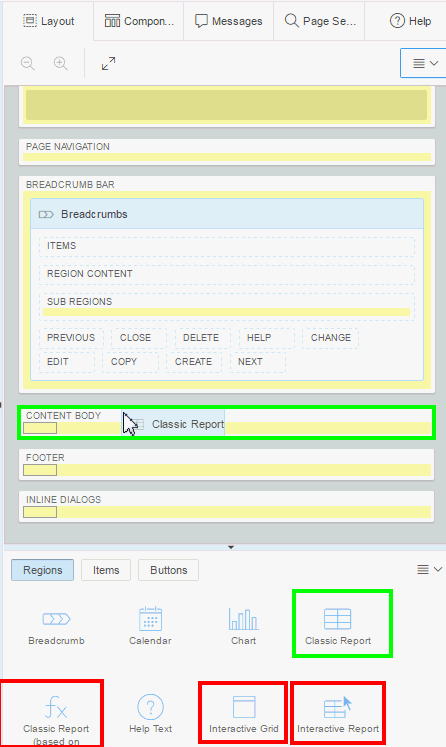 Layout Compon... Messages Page Se... Help
PAGE NAVIGATION
BREADCRUMB BAR
Breadcrumbs
ITEMS
REGION CONTENT
SUB REGIONS
PREVIOUS CLOSE DELETE HELP CHANGE
EDIT COPY CREATE NEXT
CONTENT BODY
Classic Report
FOOTER
INLINE DIALOGS
Regions Items Buttons
Breadcrumb Calendar Chart Classic Report
Classic Report Help Text Interactive Grid Interactive Report
(based on